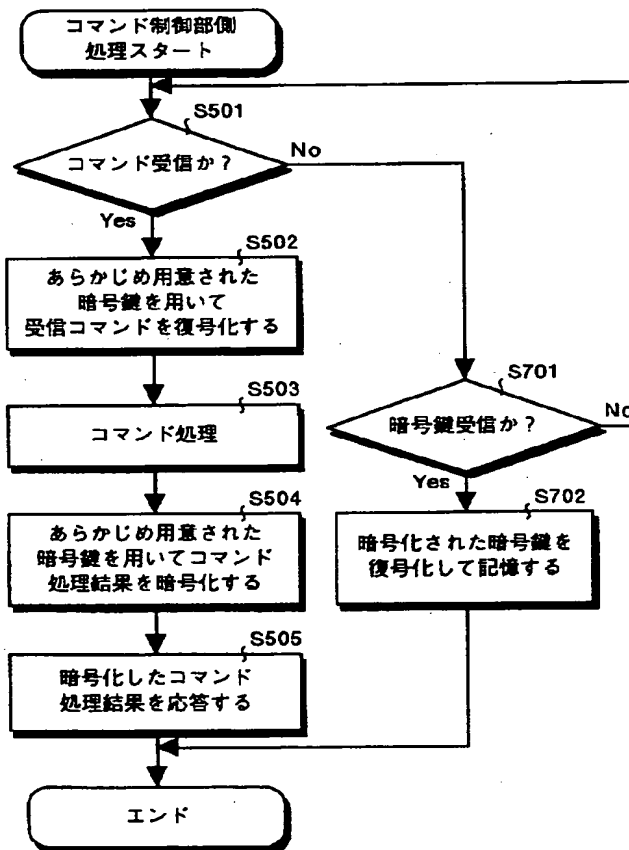 コマンド制御部側
処理スタート
S501
コマンド受信か？
No
Yes
S502
あらかじめ用意された
暗号鍵を用いて
受信コマンドを復号化する
S503
コマンド処理
S504
あらかじめ用意された
暗号鍵を用いてコマンド
処理結果を暗号化する
S505
暗号化したコマンド
処理結果を応答する
S701
暗号鍵受信か？
No
Yes
S702
暗号化された暗号鍵を
復号化して記憶する
エンド